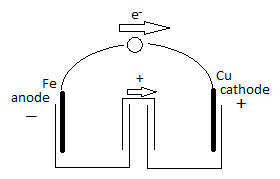 e-
Fe
anode
−
+
Cu
cathode
+